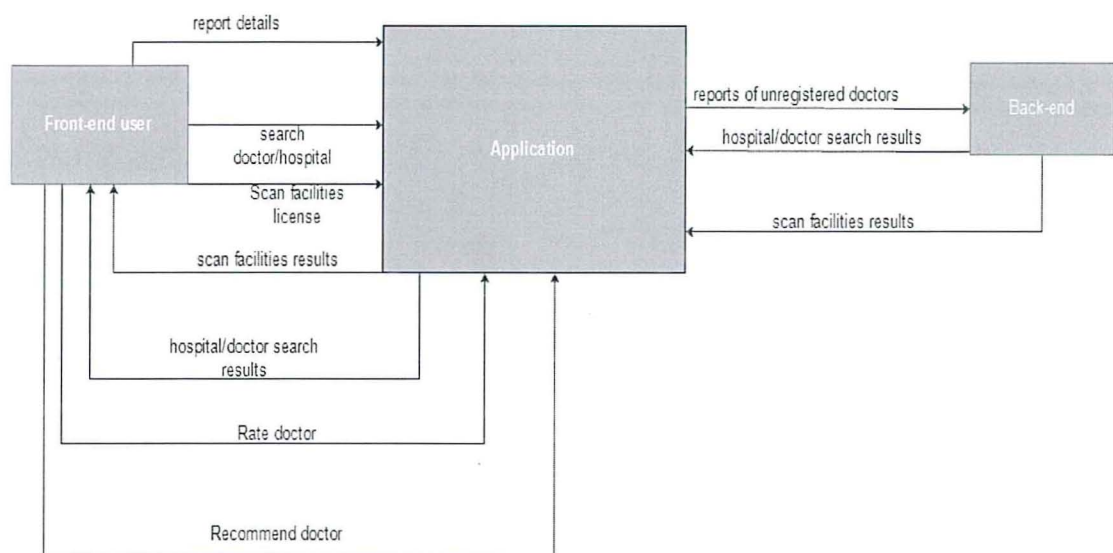 report details
Front-end user
search
doctor/hospital
Scan facilities
license
Application
reports of unregistered doctors
hospital/doctor search results
Back-end
scan facilities results
scan facilities results
hospital/doctor search
results
Rate doctor
Recommend doctor